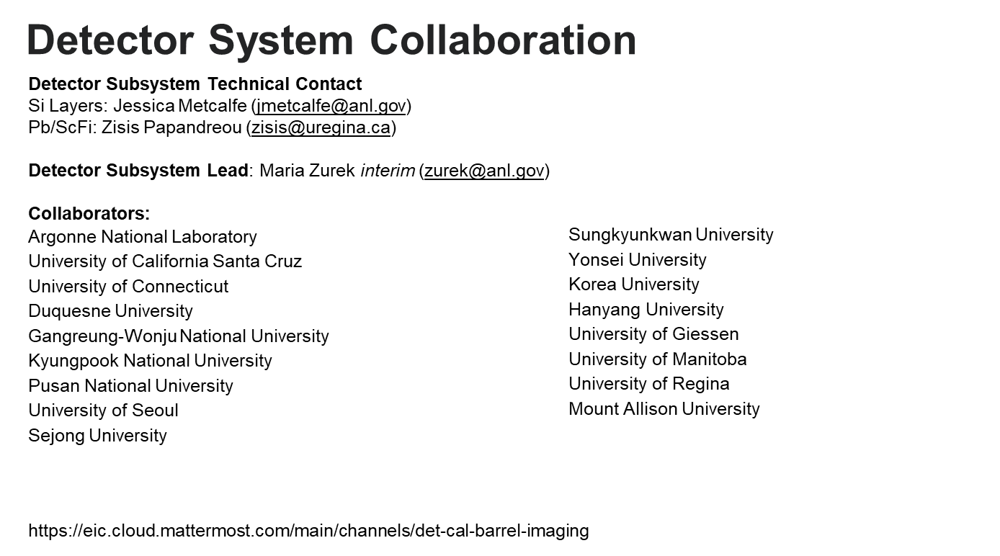 Detector System Collaboration
Detector Subsystem Technical Contact
Si Layers: Jessica Metcalfe (jmetcalfe@anl.gov)
Pb/ScFi: Zisis Papandreou (zisis@uregina.ca)
Detector Subsystem Lead: Maria Zurek interim (zurek@anl.gov)
Collaborators:
Argonne National Laboratory
University of California Santa Cruz
University of Connecticut
Duquesne University
Gangreung-Wonju National University
Kyungpook National University
Pusan National University
University of Seoul
Sejong University
Sungkyunkwan University
Yonsei University
Korea University
Hanyang University
University of Giessen
University of Manitoba
University of Regina
Mount Allison University
https://eic.cloud.mattermost.com/main/channels/det-cal-barrel-imaging